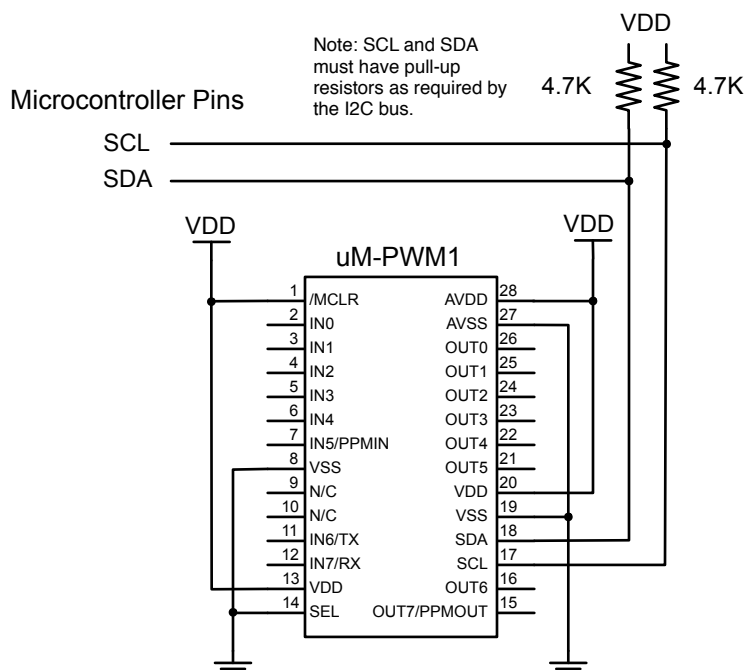 VDD
Note: SCL and SDA
must have pull-up
resistors as required by
the I2C bus.
4.7K 4.7K
Microcontroller Pins
SCL
SDA
VDD VDD
uM-PWM1
1 /MCLR AVDD 28
2 IN0 AVSS 27
3 IN1 OUT0 26
4 IN2 OUT1 25
5 IN3 OUT2 24
6 IN4 OUT3 23
7 IN5/PPMIN OUT4 22
8 VSS OUT5 21
9 N/C VDD 20
10 N/C VSS 19
11 IN6/TX SDA 18
12 IN7/RX SCL 17
13 VDD OUT6 16
14 SEL OUT7/PPMOUT 15